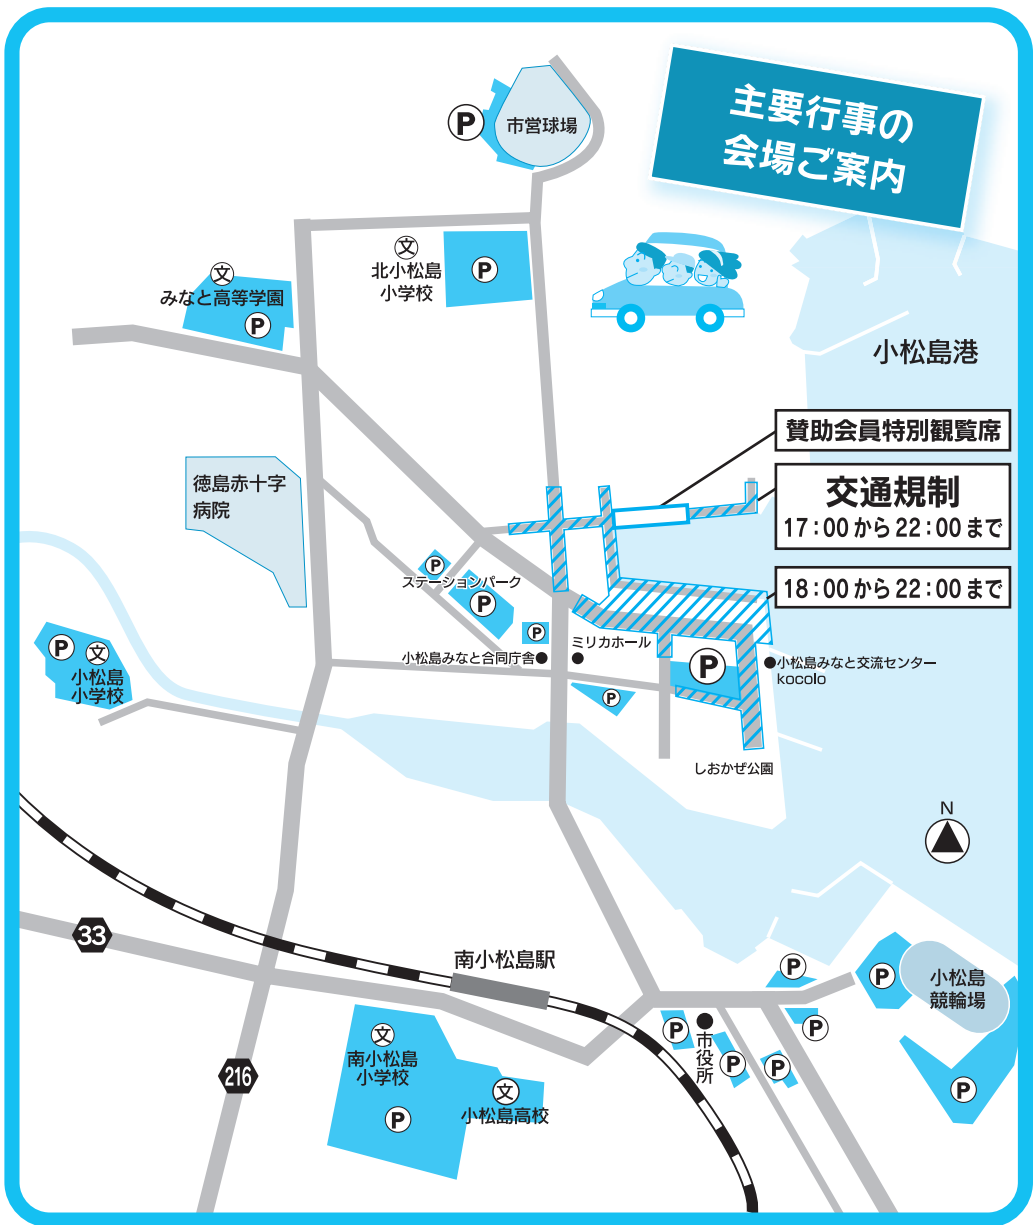 主要行事の
会場ご案内
P
市営球場
文
北小松島
小学校
P
文
みなと高等学園
P
小松島港
賛助会員特別観覧席
交通規制
17:00から22:00まで
18:00から22:00まで
徳島赤十字
病院
P
ステーションパーク
P
P
ミリカホール
小松島みなと合同庁舎
P
小松島みなと交流センター
kocolo
P
しおかぜ公園
P
文
小松島
小学校
N
33
南小松島駅
216
文
南小松島
小学校
P
文
小松島高校
P
市役所
P
P
P
P
P
小松島
競輪場
P